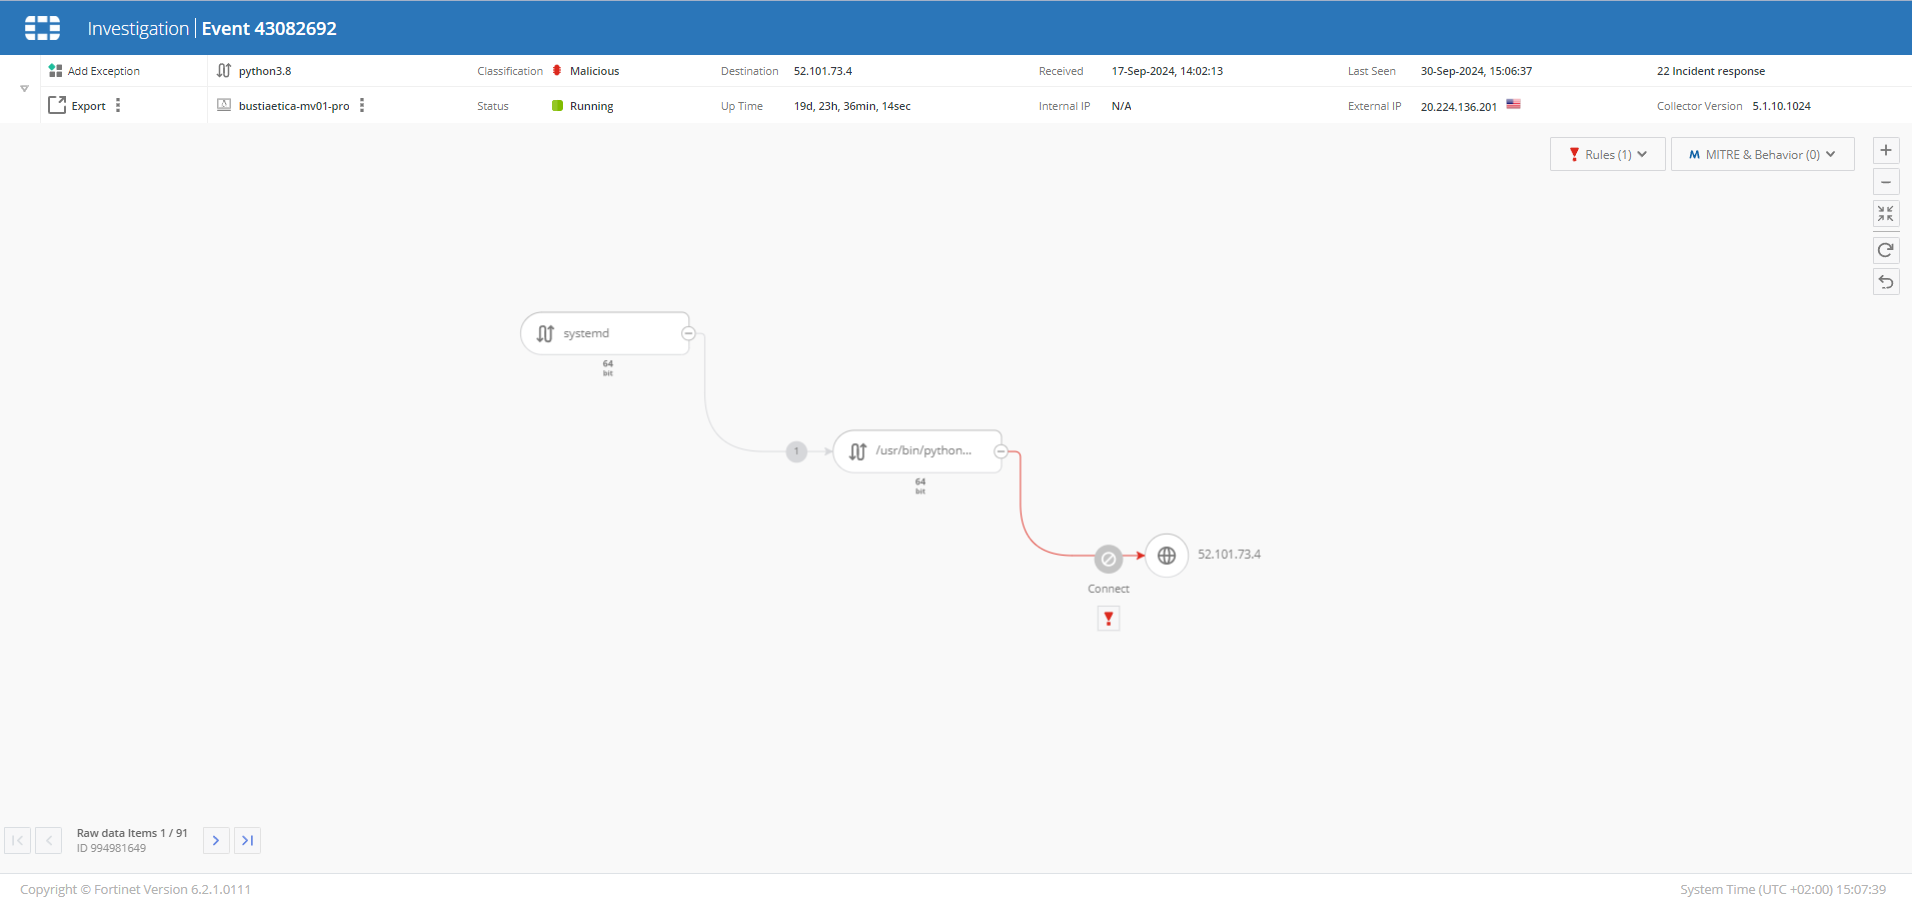 Investigation | Event 43082692
Add Exception
python3.8
Classification Malicious
Destination 52.101.73.4
Received 17-Sep-2024, 14:02:13
Last Seen 30-Sep-2024, 15:06:37
22 Incident response
Export
bustiaetica-mv01-pro
Status Running
Up Time 19d, 23h, 36min, 14sec
Internal IP N/A
External IP 20.224.136.201
Collector Version 5.1.10.1024
Rules (1)
MITRE & Behavior (0)
systemd
64
bit
1
/usr/bin/python...
64
bit
52.101.73.4
Connect
Raw data Items 1 / 91
ID 994981649
Copyright © Fortinet Version 6.2.1.0111
System Time (UTC +02:00) 15:07:39